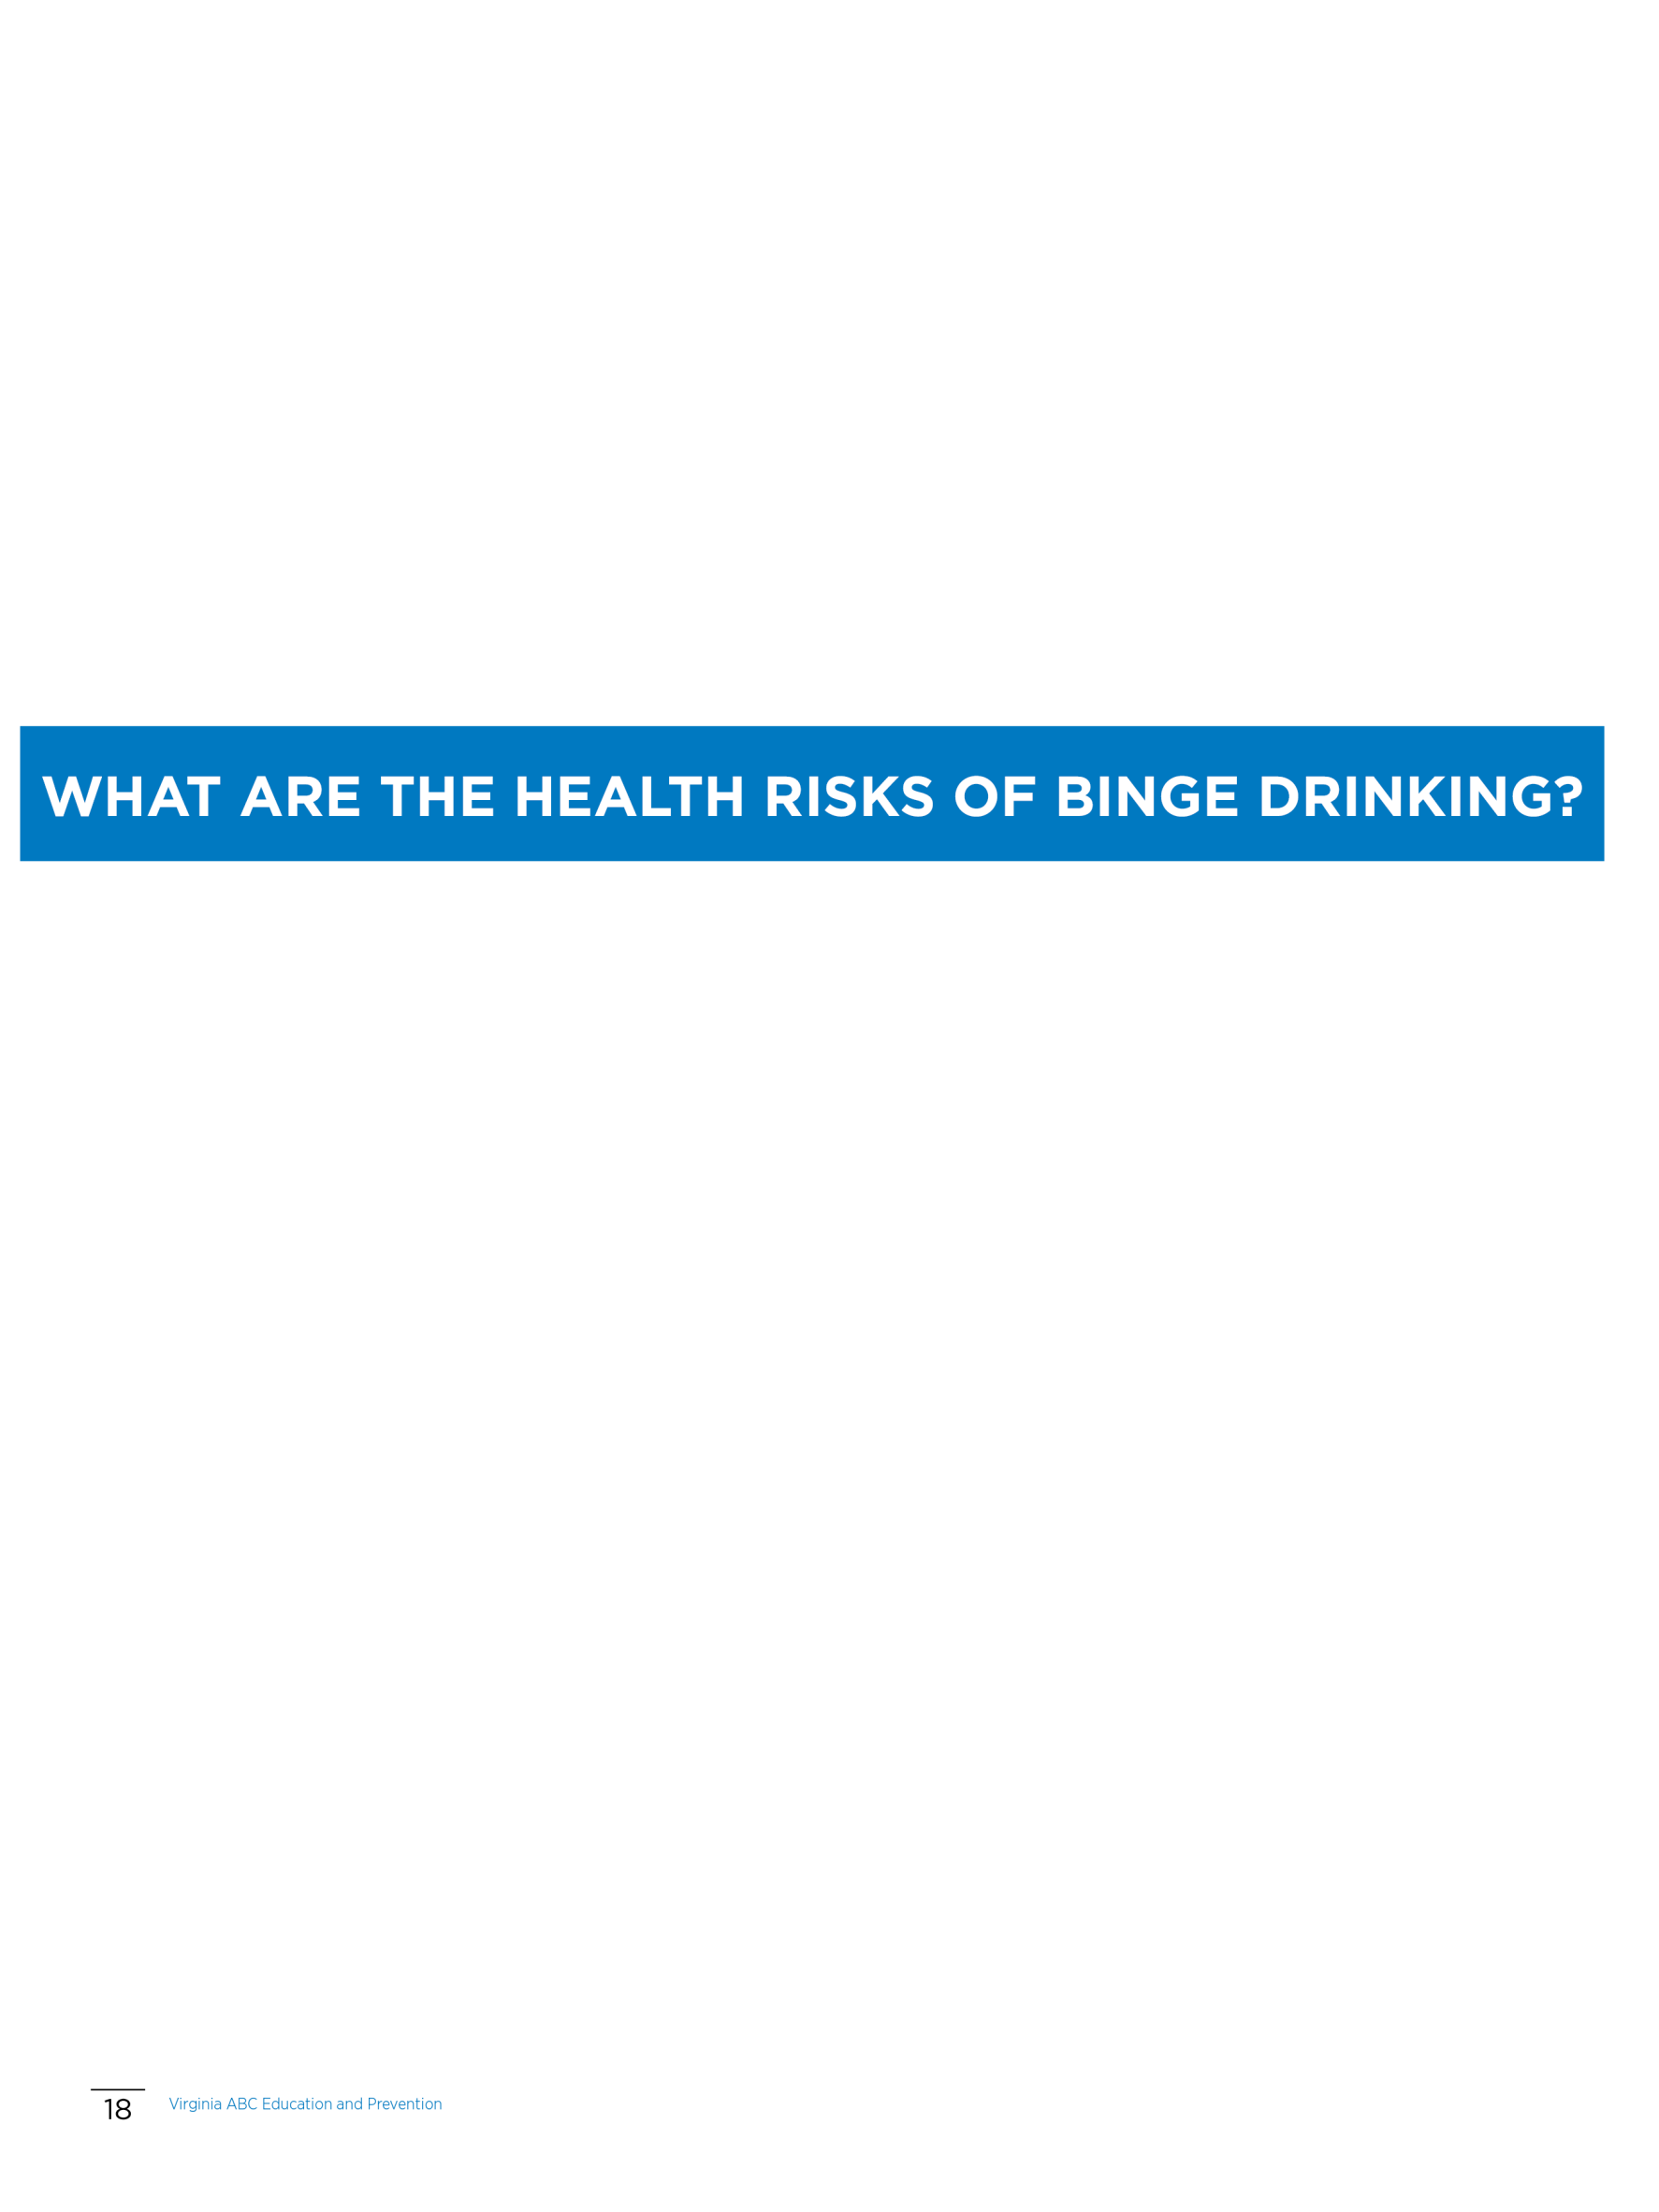 WHAT ARE THE HEALTH RISKS OF BINGE DRINKING?
18 Virginia ABC Education and Prevention